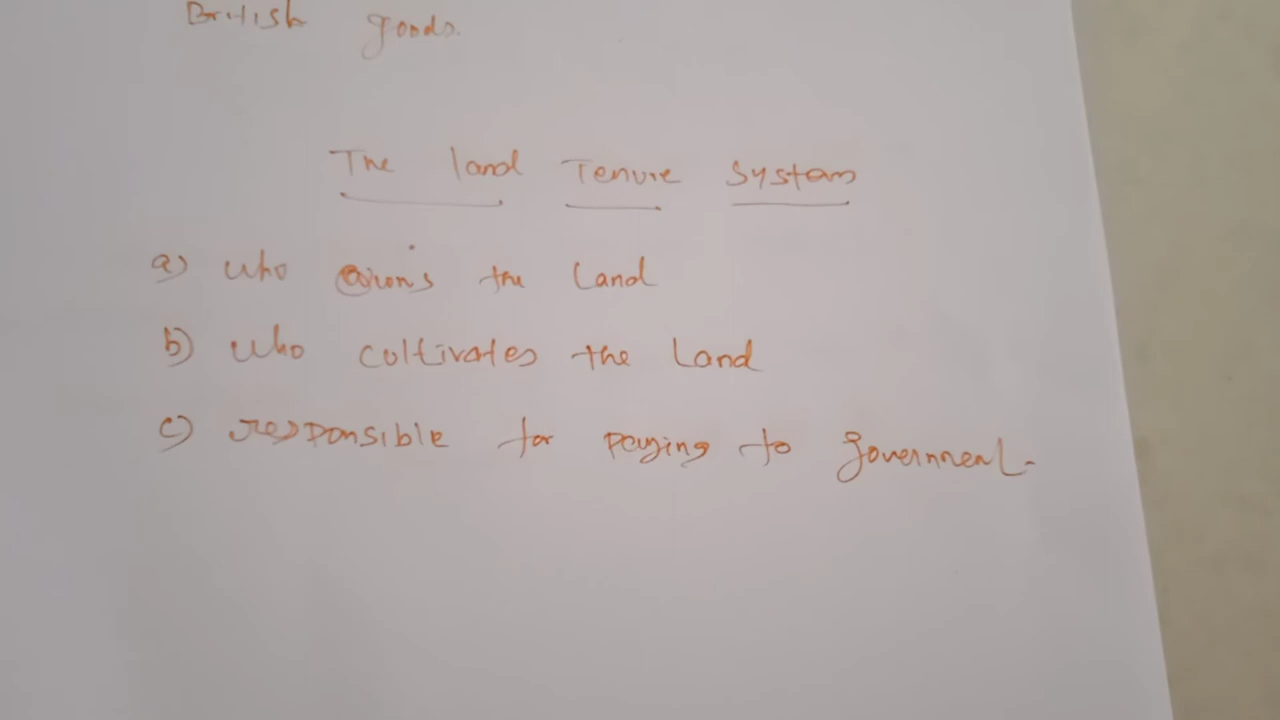 British goods.
The land Tenure System
a) who owns the Land
b) who cultivates the Land
c) responsible for paying to government.